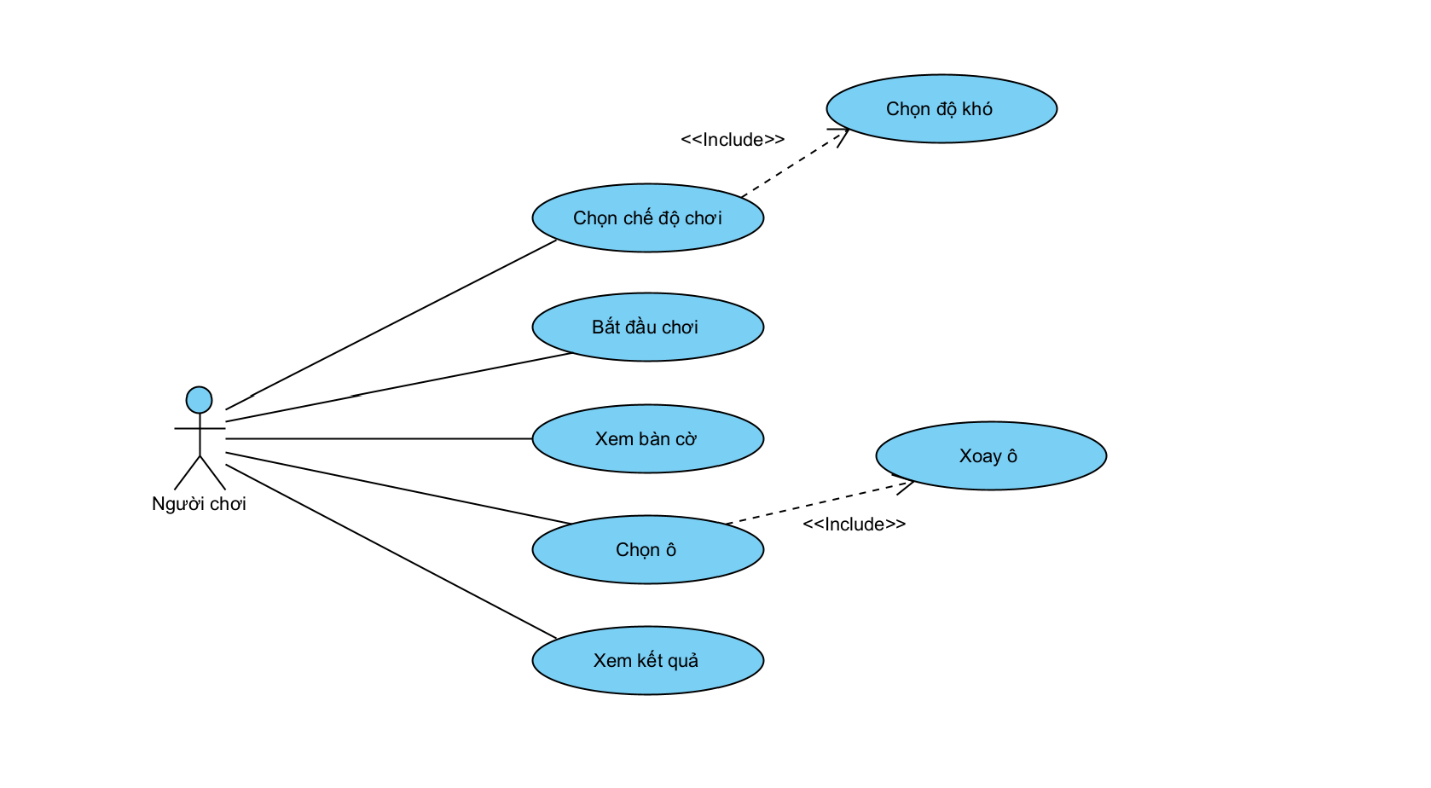 Chọn độ khó
<<Include>>
Chọn chế độ chơi
Bắt đầu chơi
Xem bàn cờ
Xoay ô
Người chơi
<<Include>>
Chọn ô
Xem kết quả